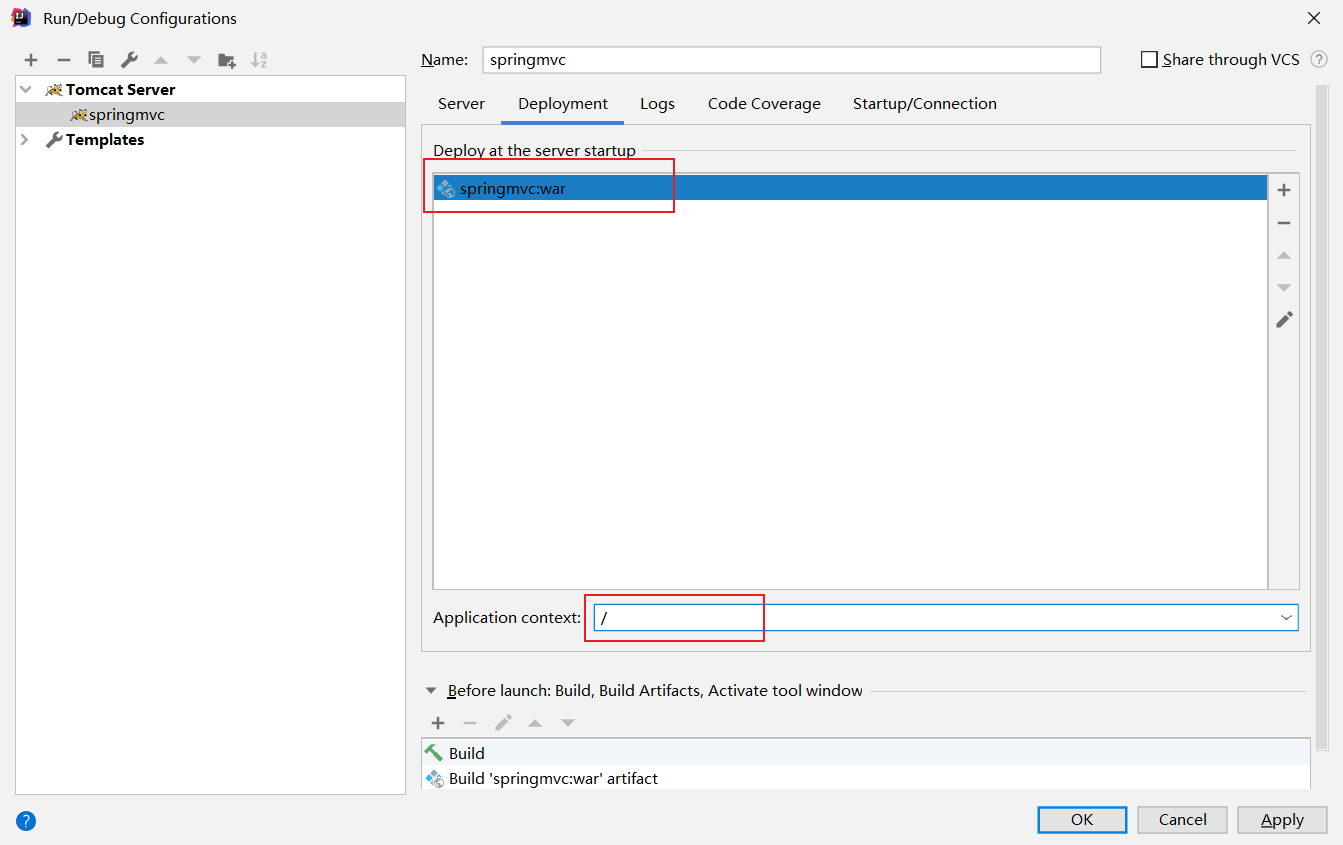 Run/Debug Configurations
Name: springmvc Share through VCS ?
Tomcat Server
springmvc
Templates
Server Deployment Logs Code Coverage Startup/Connection
Deploy at the server startup
springmvc:war
Application context: /
Before launch: Build, Build Artifacts, Activate tool window
Build
Build 'springmvc:war' artifact
? OK Cancel Apply